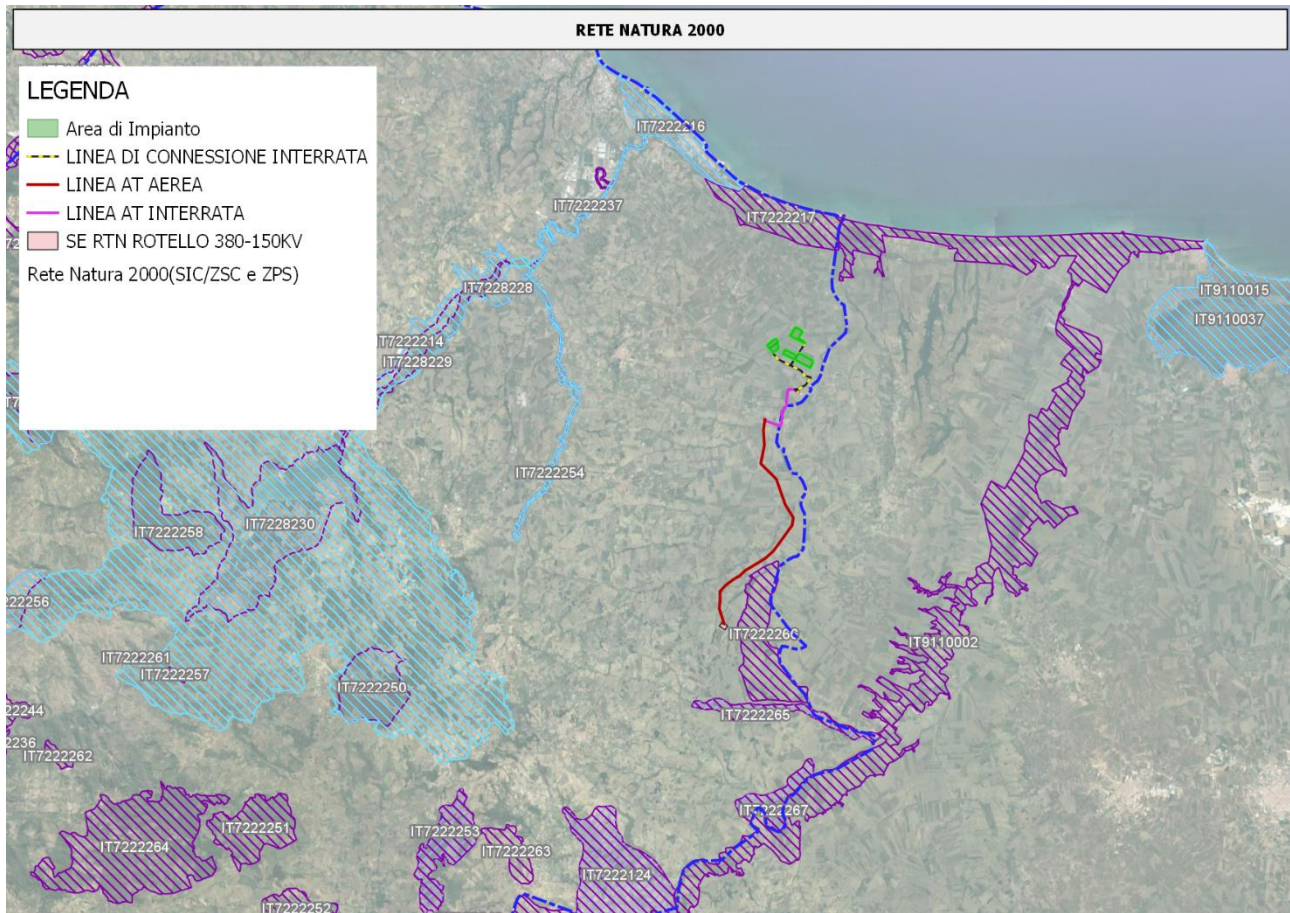 RETE NATURA 2000
LEGENDA
Area di Impianto
LINEA DI CONNESSIONE INTERRATA
LINEA AT AEREA
LINEA AT INTERRATA
SE RTN ROTELLO 380-150KV
Rete Natura 2000(SIC/ZSC e ZPS)
IT7222216
IT7222237
IT7222217
IT7228228
IT9110015
IT9110037
IT7222214
IT7228229
IT7222254
IT7222258
IT7228230
IT7222266
IT9110002
IT7222261
IT7222257
IT7222250
IT7222265
IT7222262
IT7222267
IT7222251
IT7222253
IT7222264
IT7222263
IT7222124
IT7222252